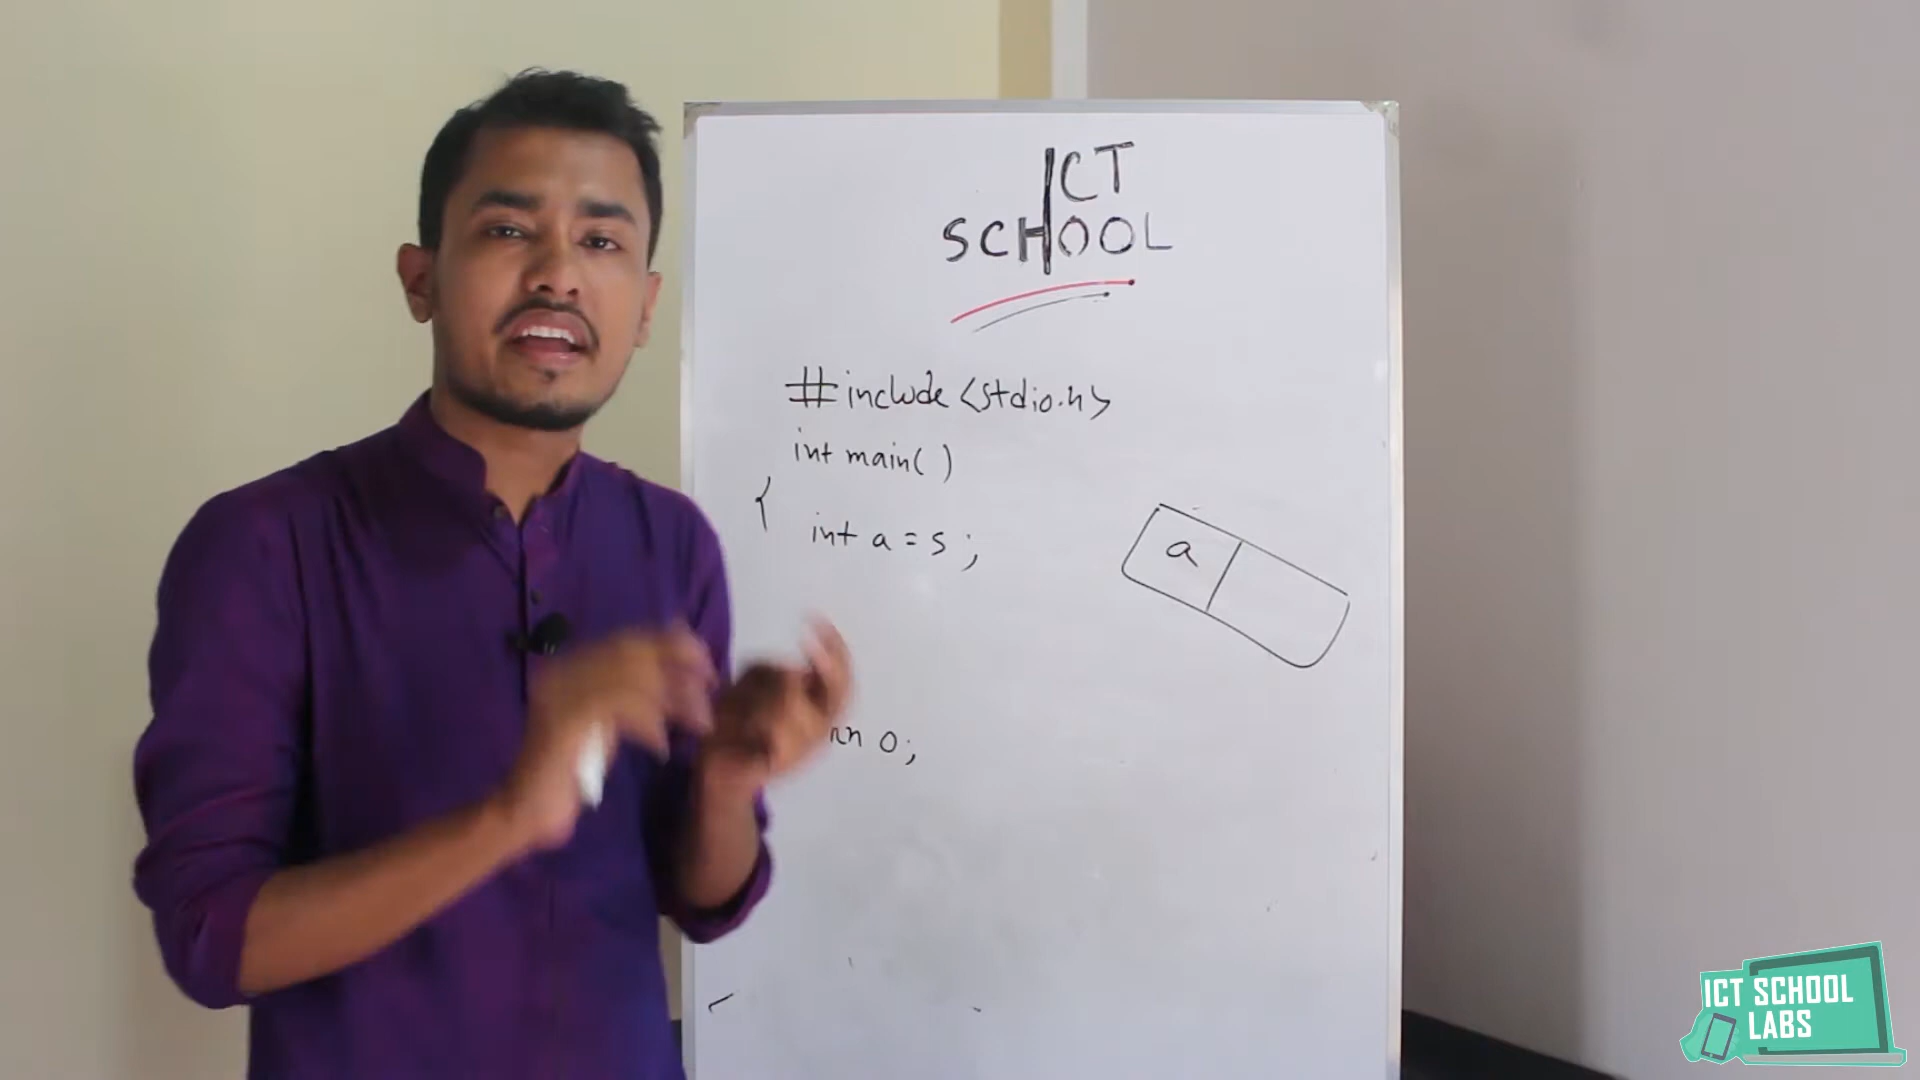 ICT
SCHOOL
#include <stdio.h>
int main( )
{
int a = 5 ;
a
0;
ICT SCHOOL
LABS